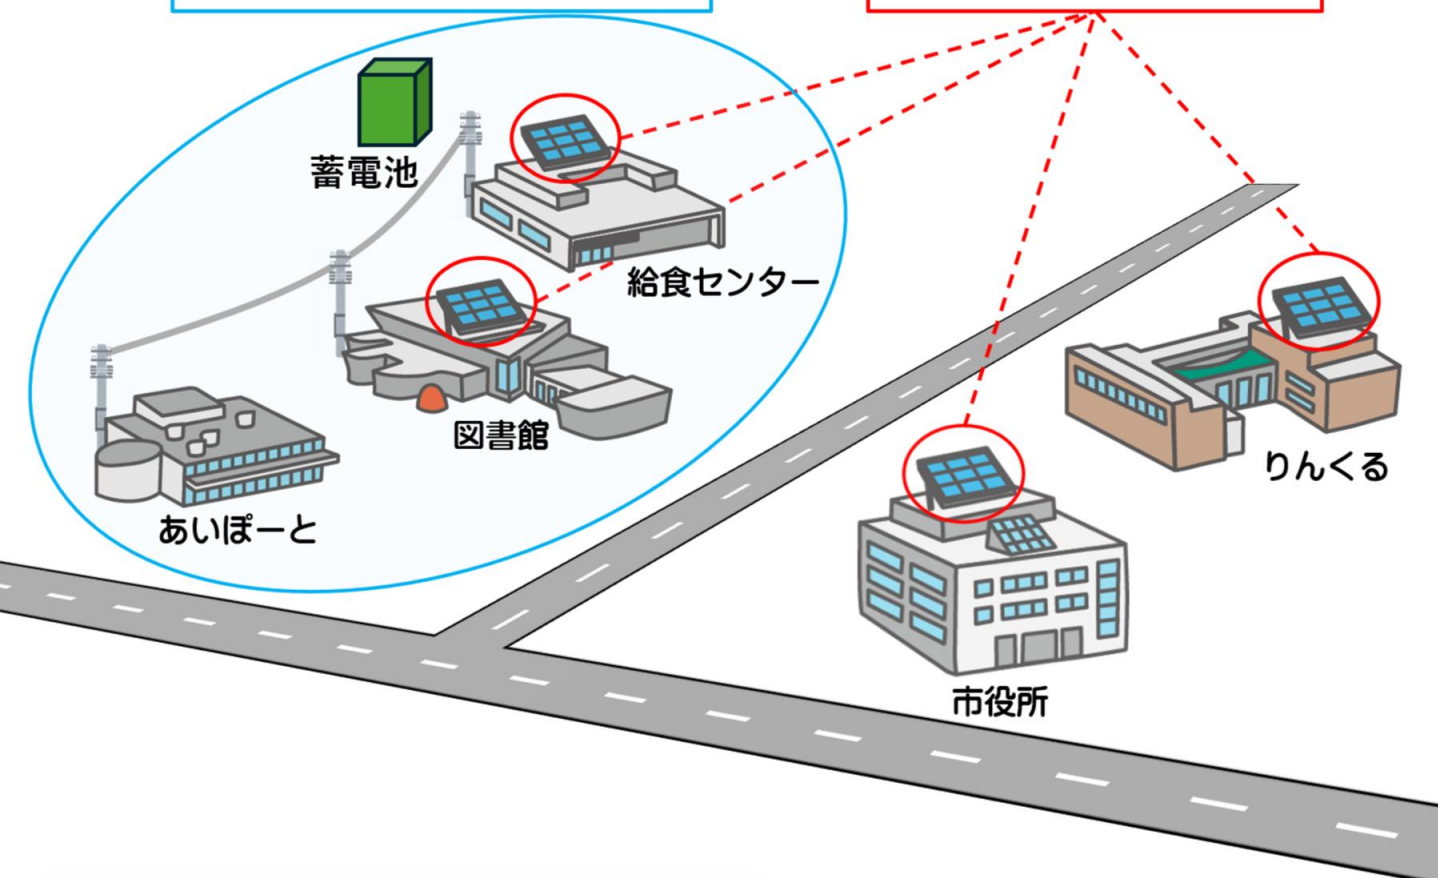 蓄電池
給食センター
図書館
あいぽーと
りんくる
市役所